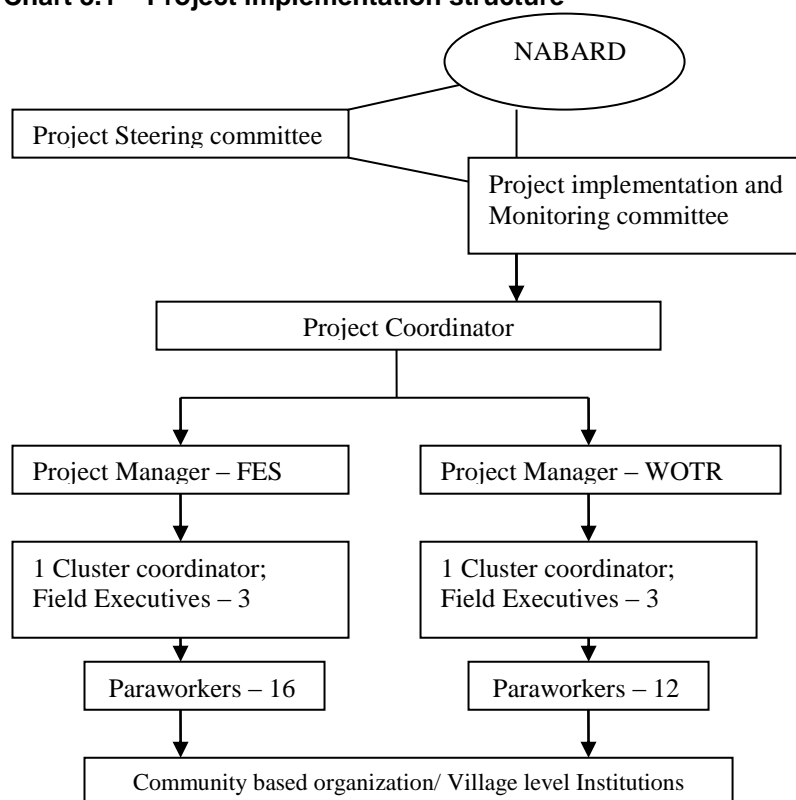 Chart 3.1 – Project implementation structure
NABARD
Project Steering committee
Project implementation and
Monitoring committee
Project Coordinator
Project Manager – FES
Project Manager – WOTR
1 Cluster coordinator;
Field Executives – 3
1 Cluster coordinator;
Field Executives – 3
Paraworkers – 16
Paraworkers – 12
Community based organization/ Village level Institutions